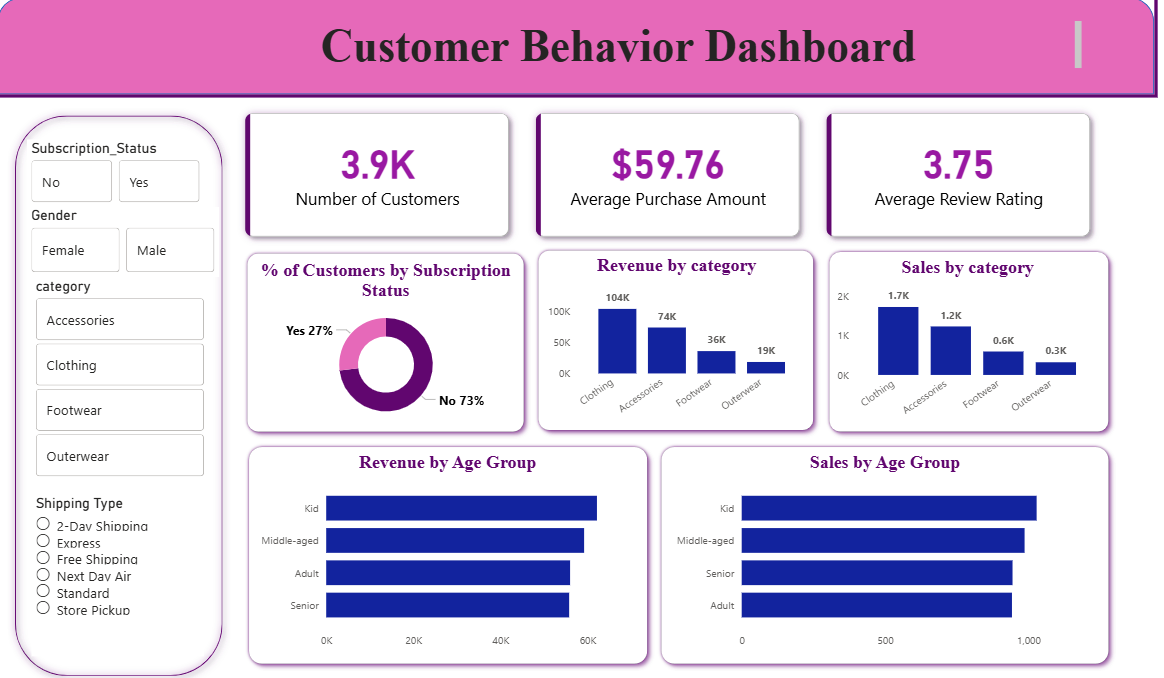 Customer Behavior Dashboard
Subscription_Status
No
Yes
Gender
Female
Male
category
Accessories
Clothing
Footwear
Outerwear
Shipping Type
2-Day Shipping
Express
Free Shipping
Next Day Air
Standard
Store Pickup
3.9K
Number of Customers
$59.76
Average Purchase Amount
3.75
Average Review Rating
% of Customers by Subscription
Status
Yes 27%
No 73%
Revenue by category
100K
50K
0K
104K
74K
36K
19K
Clothing
Accessories
Footwear
Outerwear
Sales by category
2K
1K
0K
1.7K
1.2K
0.6K
0.3K
Clothing
Accessories
Footwear
Outerwear
Revenue by Age Group
Kid
Middle-aged
Adult
Senior
0K
20K
40K
60K
Sales by Age Group
Kid
Middle-aged
Senior
Adult
0
500
1,000